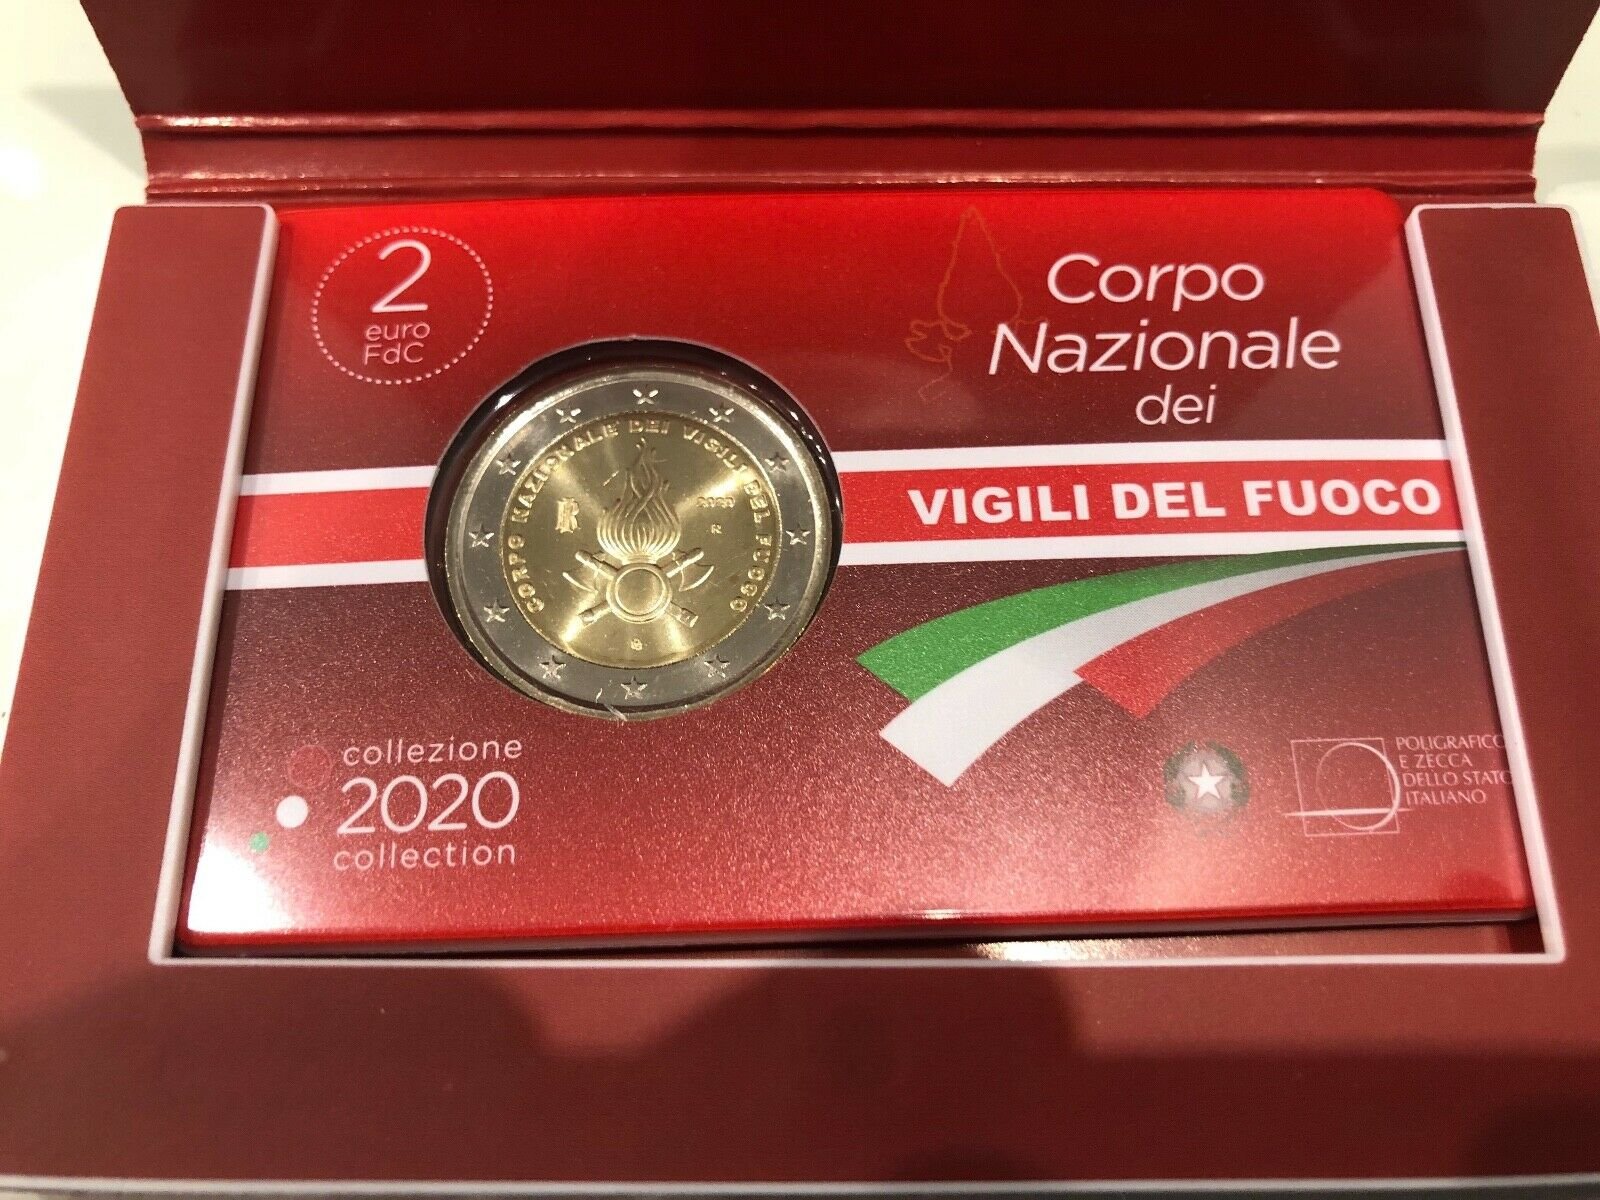 2
euro
FdC
Corpo
Nazionale
dei
VIGILI DEL FUOCO
CORPO NAZIONALE DEI VIGILI DEL FUOCO
2020
R
collezione
2020
collection
POLIGRAFICO
E ZECCA
DELLO STATO
ITALIANO